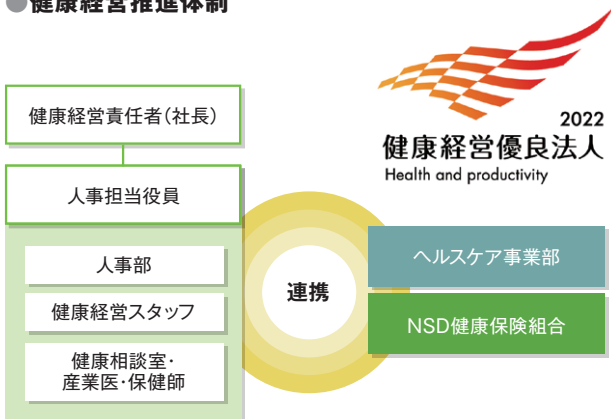 ●健康経営推進体制
2022
健康経営優良法人
Health and productivity
健康経営責任者（社長）
人事担当役員
人事部
健康経営スタッフ
健康相談室・
産業医・保健師
連携
ヘルスケア事業部
NSD健康保険組合